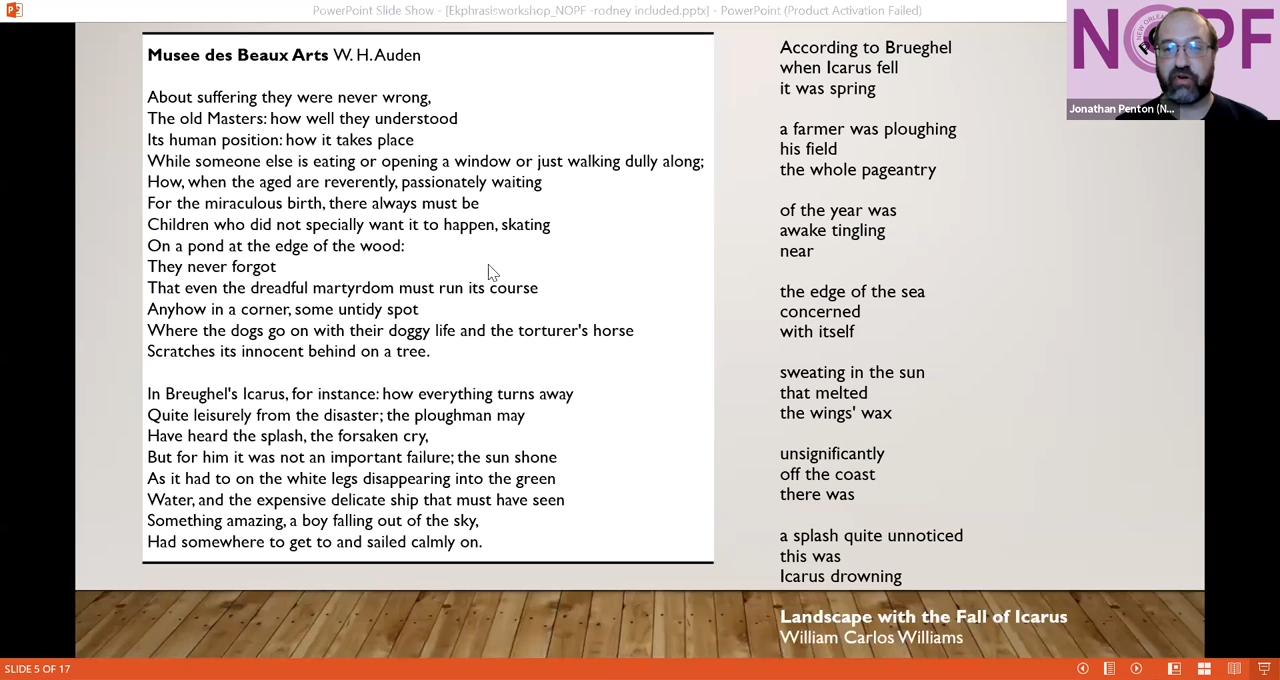 PowerPoint Slide Show - [Ekphrasisworkshop_NOPF -rodney included.pptx] - PowerPoint (Product Activation Failed)
Musee des Beaux Arts W. H. Auden
About suffering they were never wrong,
The old Masters: how well they understood
Its human position: how it takes place
While someone else is eating or opening a window or just walking dully along;
How, when the aged are reverently, passionately waiting
For the miraculous birth, there always must be
Children who did not specially want it to happen, skating
On a pond at the edge of the wood:
They never forgot
That even the dreadful martyrdom must run its course
Anyhow in a corner, some untidy spot
Where the dogs go on with their doggy life and the torturer's horse
Scratches its innocent behind on a tree.
In Breughel's Icarus, for instance: how everything turns away
Quite leisurely from the disaster; the ploughman may
Have heard the splash, the forsaken cry,
But for him it was not an important failure; the sun shone
As it had to on the white legs disappearing into the green
Water, and the expensive delicate ship that must have seen
Something amazing, a boy falling out of the sky,
Had somewhere to get to and sailed calmly on.
According to Brueghel
when Icarus fell
it was spring
a farmer was ploughing
his field
the whole pageantry
of the year was
awake tingling
near
the edge of the sea
concerned
with itself
sweating in the sun
that melted
the wings' wax
unsignificantly
off the coast
there was
a splash quite unnoticed
this was
Icarus drowning
Landscape with the Fall of Icarus
William Carlos Williams
NOPF
NEW ORLEANS
Jonathan Penton (N...
SLIDE 5 OF 17